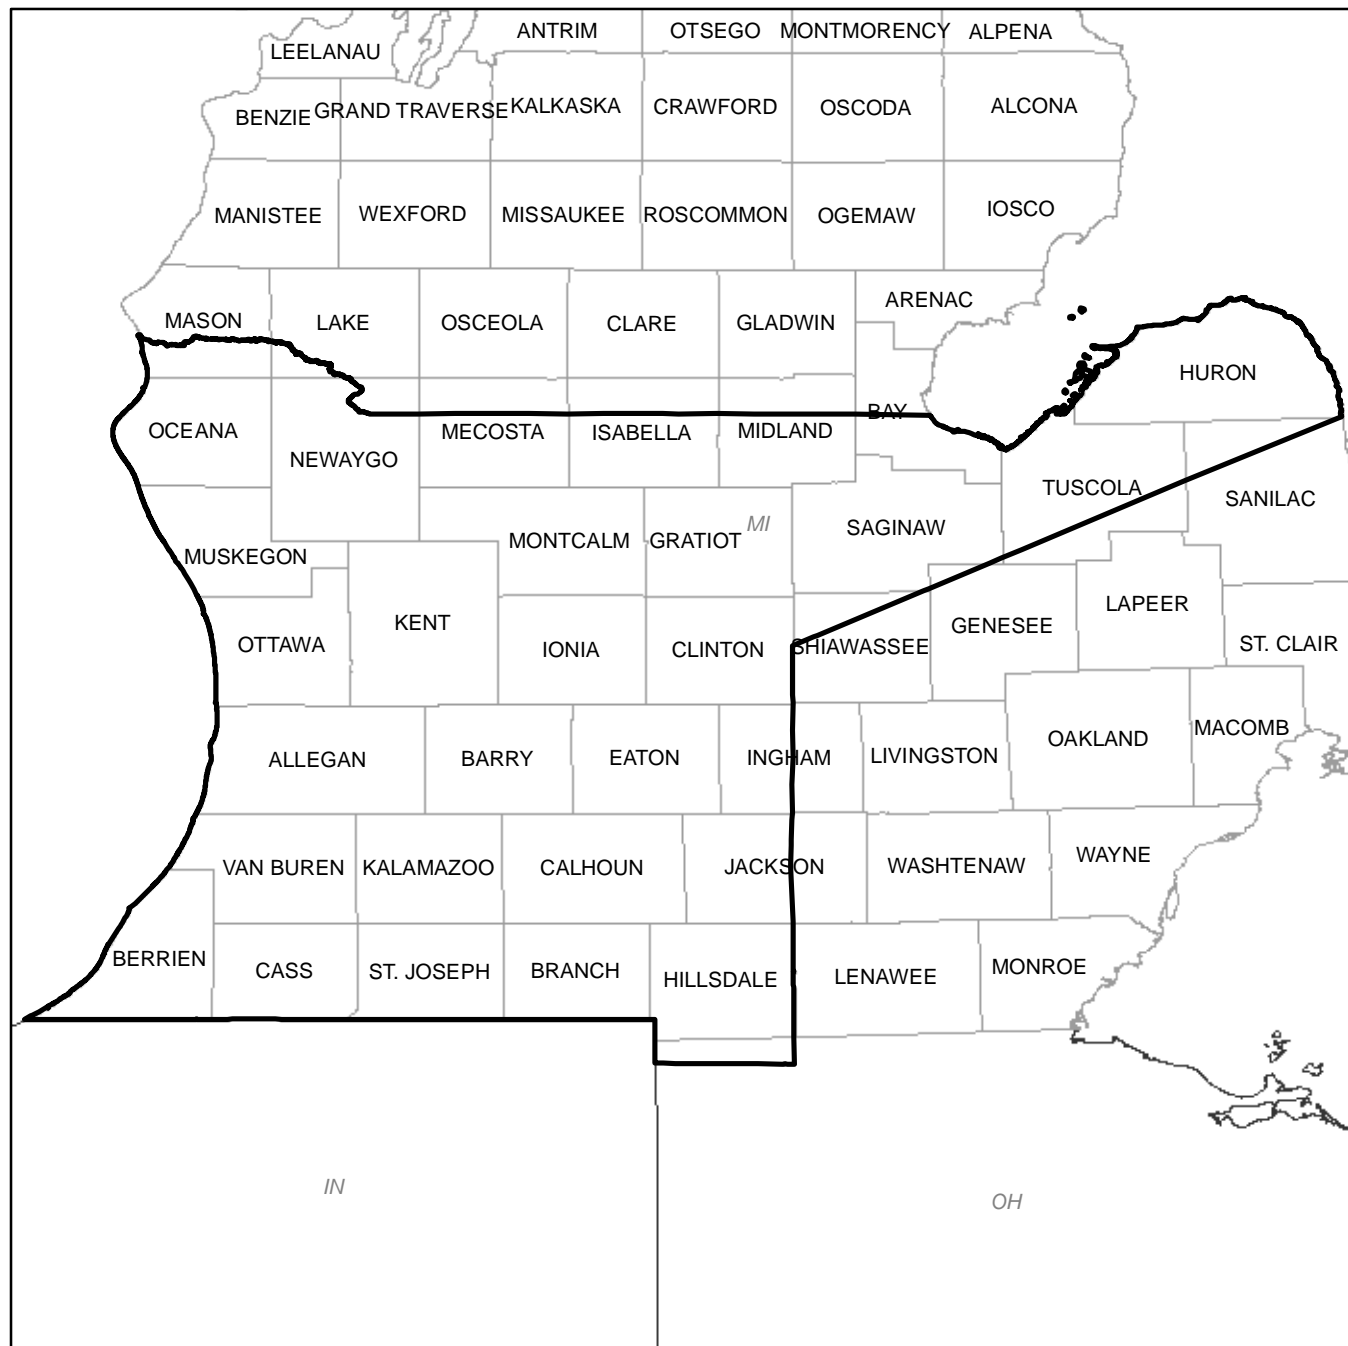 ANTRIM OTSEGO MONTMORENCY ALPENA
LEELANAU
BENZIE GRAND TRAVERSE KALKASKA CRAWFORD OSCODA ALCONA
MANISTEE WEXFORD MISSAUKEE ROSCOMMON OGEMAW IOSCO
ARENAC
MASON LAKE OSCEOLA CLARE GLADWIN
HURON
BAY
OCEANA MECOSTA ISABELLA MIDLAND
NEWAYGO
TUSCOLA SANILAC
MI
MUSKEGON MONTCALM GRATIOT SAGINAW
LAPEER
KENT GENESEE
OTTAWA IONIA CLINTON SHIAWASSEE ST. CLAIR
MACOMB
ALLEGAN BARRY EATON INGHAM LIVINGSTON OAKLAND
WAYNE
VAN BUREN KALAMAZOO CALHOUN JACKSON WASHTENAW
BERRIEN CASS ST. JOSEPH BRANCH HILLSDALE LENAWEE MONROE
IN
OH